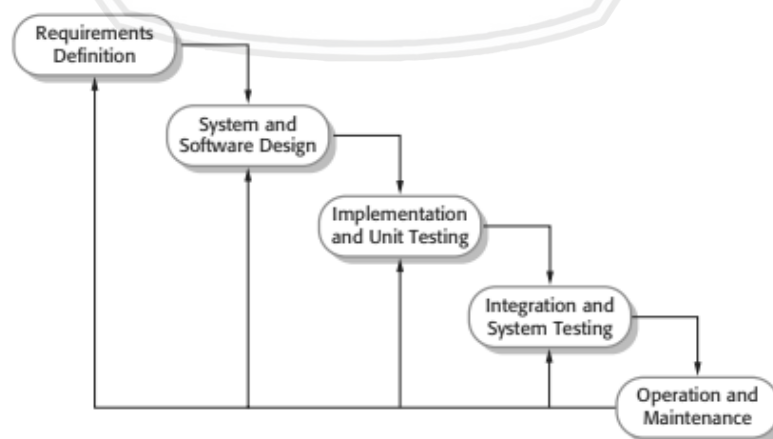 Requirements
Definition
System and
Software Design
Implementation
and Unit Testing
Integration and
System Testing
Operation and
Maintenance